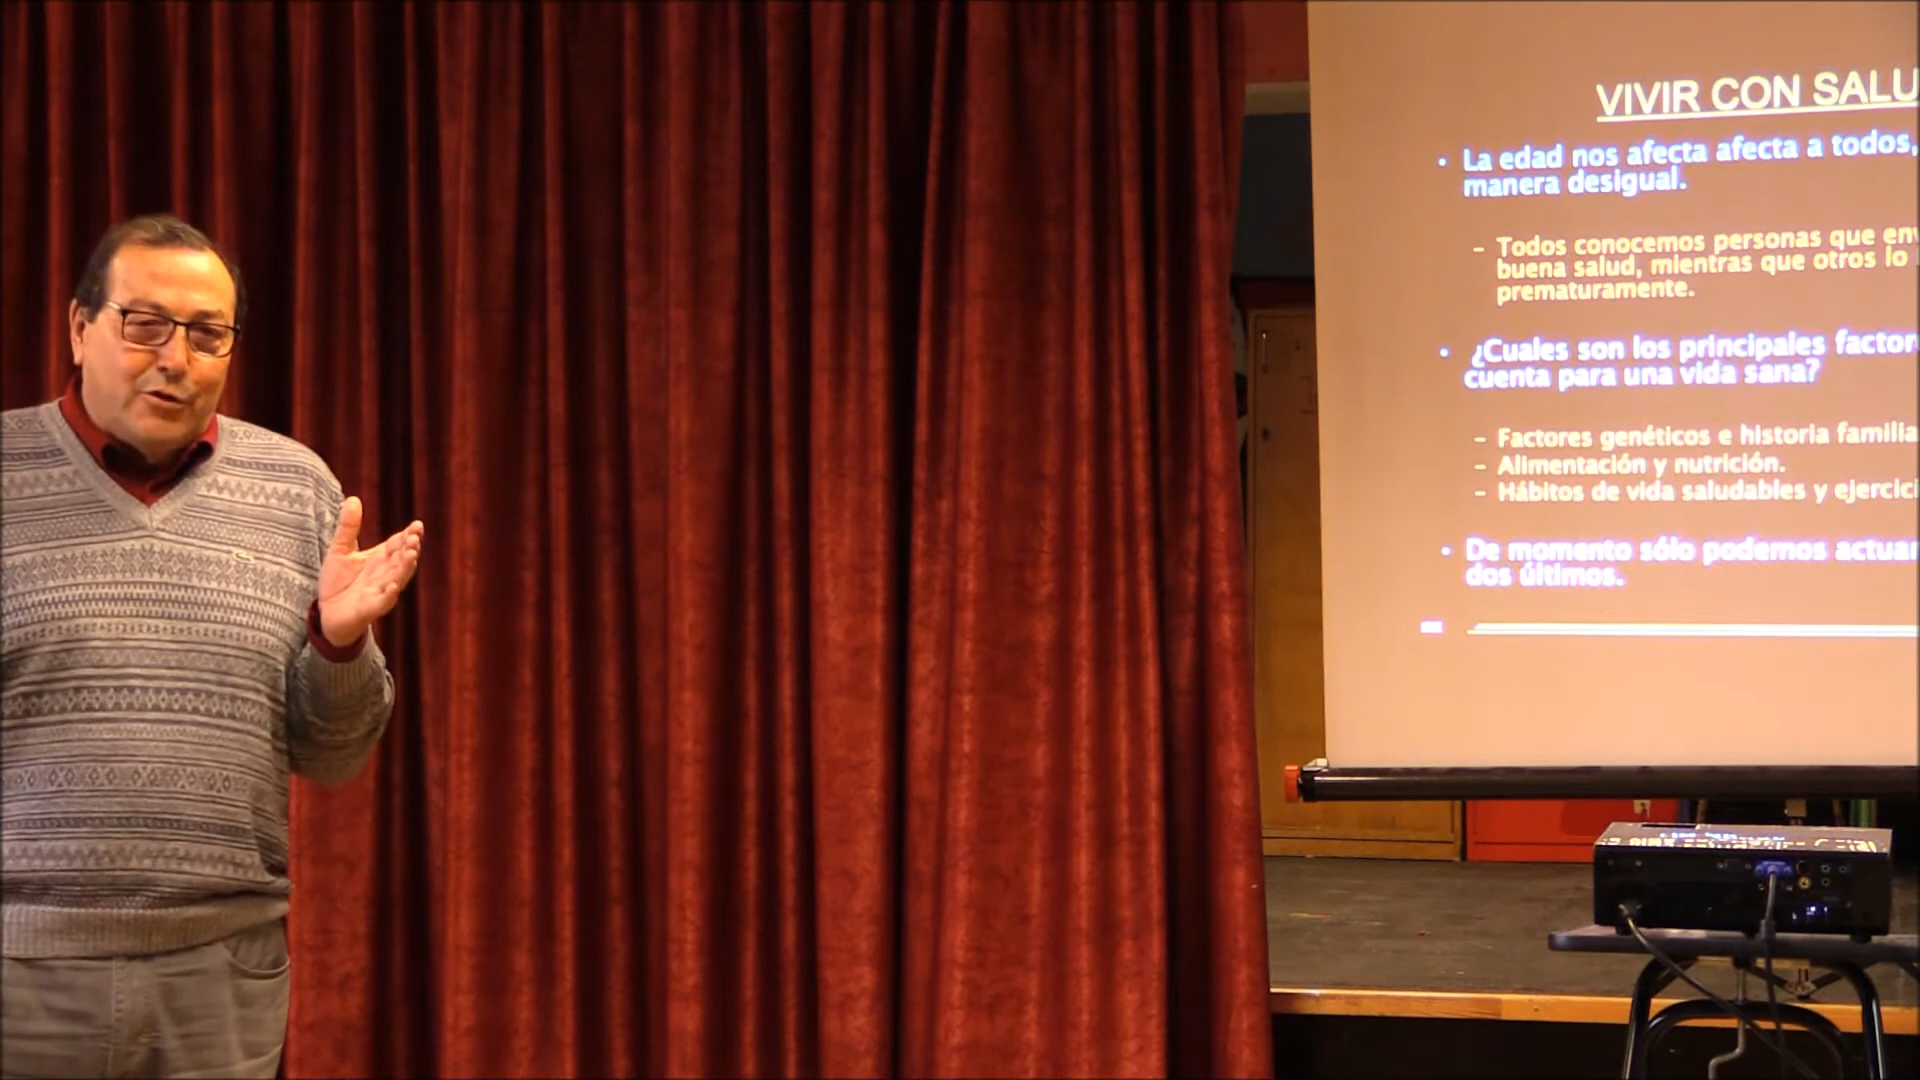 VIVIR CON SALU
• La edad nos afecta afecta a todos,
manera desigual.
– Todos conocemos personas que env
buena salud, mientras que otros lo
prematuramente.
• ¿Cuales son los principales factor
cuenta para una vida sana?
– Factores genéticos e historia familia
– Alimentación y nutrición.
– Hábitos de vida saludables y ejercici
• De momento sólo podemos actuar
dos últimos.